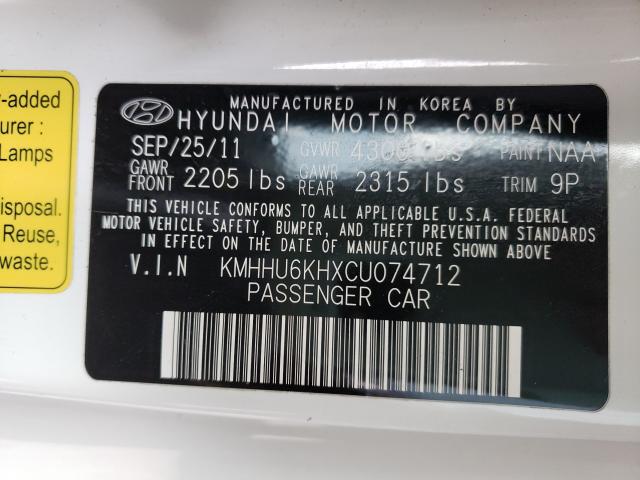 y-added
urer :
Lamps
isposal.
Reuse,
waste.
MANUFACTURED IN KOREA BY
HYUNDAI MOTOR COMPANY
SEP/25/11 GVWR PAINT NAA
GAWR FRONT 2205 lbs GAWR REAR 2315 lbs TRIM 9P
THIS VEHICLE CONFORMS TO ALL APPLICABLE U.S.A. FEDERAL
MOTOR VEHICLE SAFETY, BUMPER, AND THEFT PREVENTION STANDARDS
IN EFFECT ON THE DATE OF MANUFACTURE SHOWN ABOVE
V.I.N KMHHU6KHXCU074712
PASSENGER CAR